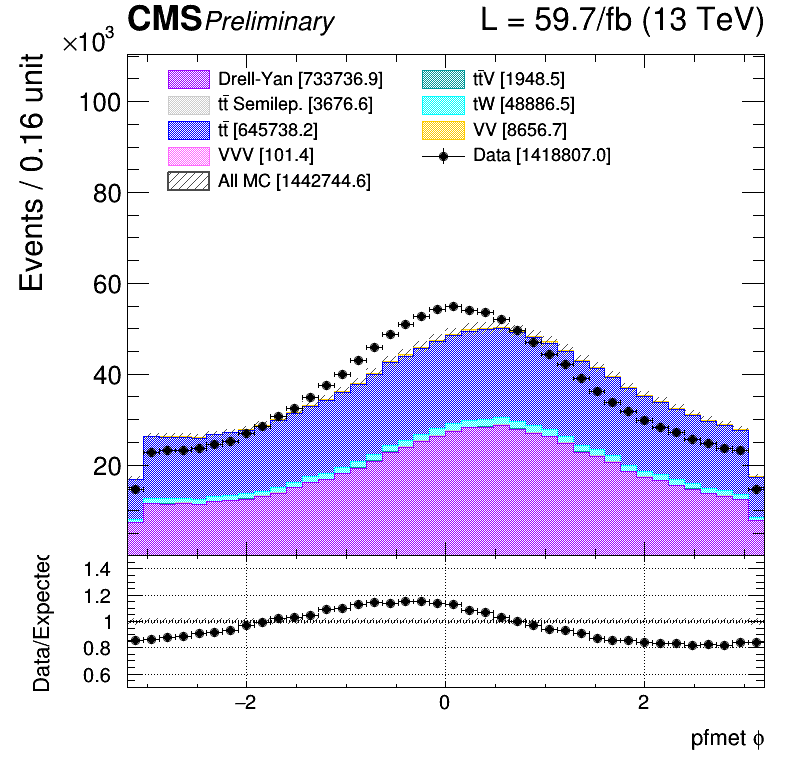 CMS Preliminary L = 59.7/fb (13 TeV)
×10³
Events / 0.16 unit
Drell-Yan [733736.9]
tt̄ Semilep. [3676.6]
tt̄ [645738.2]
VVV [101.4]
All MC [1442744.6]
tt̄V [1948.5]
tW [48886.5]
VV [8656.7]
Data [1418807.0]
100
80
60
40
20
Data/Expected
1.4
1.2
1
0.8
0.6
−2 0 2
pfmet ϕ